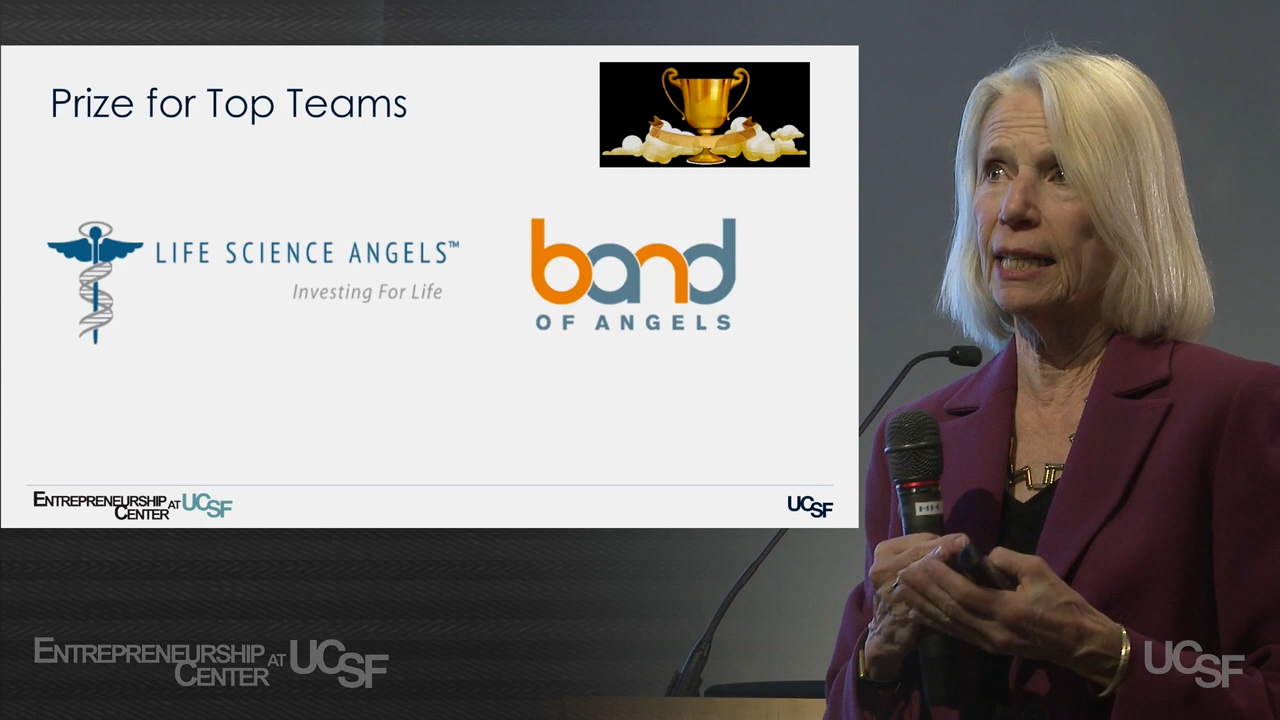 Prize for Top Teams
LIFE SCIENCE ANGELS™
Investing For Life
band
OF ANGELS
ENTREPRENEURSHIP AT UCSF
CENTER
UCSF
HH
ENTREPRENEURSHIP AT UCSF
CENTER
UCSF